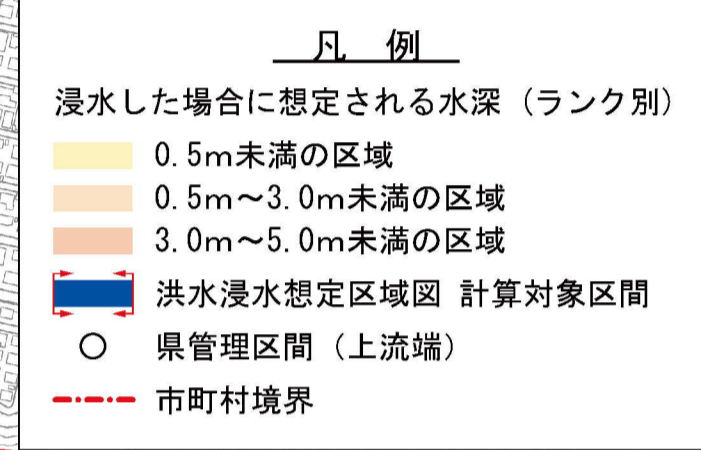 凡 例
浸水した場合に想定される水深（ランク別）
0.5m未満の区域
0.5m～3.0m未満の区域
3.0m～5.0m未満の区域
洪水浸水想定区域図 計算対象区間
県管理区間（上流端）
市町村境界